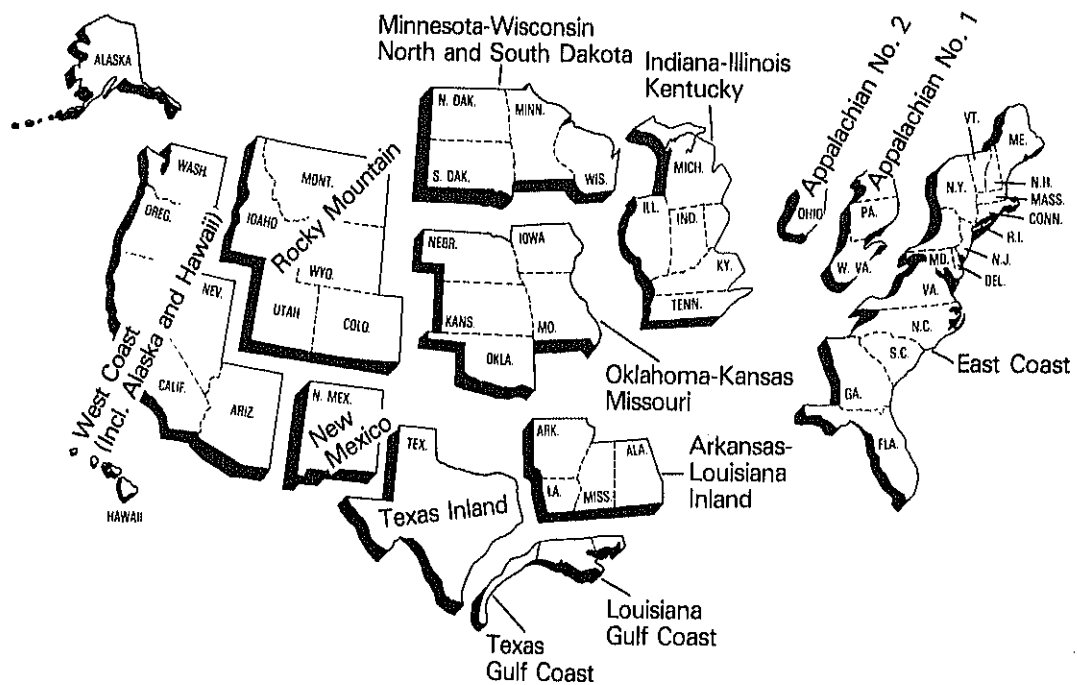 Minnesota-Wisconsin
North and South Dakota
Indiana-Illinois
Kentucky
Appalachian No. 2
Appalachian No. 1
ALASKA
N. DAK.
MINN.
S. DAK.
WIS.
MICH.
ILL.
IND.
KY.
TENN.
OHIO
PA.
W. VA.
VT.
ME.
N.Y.
N.H.
MASS.
CONN.
R.I.
N.J.
DEL.
MD.
VA.
N.C.
S.C.
GA.
FLA.
East Coast
WASH.
OREG.
NEV.
CALIF.
ARIZ.
West Coast
(Incl. Alaska and Hawaii)
HAWAII
MONT.
IDAHO
WYO.
UTAH
COLO.
Rocky Mountain
N. MEX.
New
Mexico
NEBR.
IOWA
KANS.
MO.
OKLA.
Oklahoma-Kansas
Missouri
TEX.
Texas Inland
ARK.
LA.
MISS.
ALA.
Arkansas-
Louisiana
Inland
Louisiana
Gulf Coast
Texas
Gulf Coast